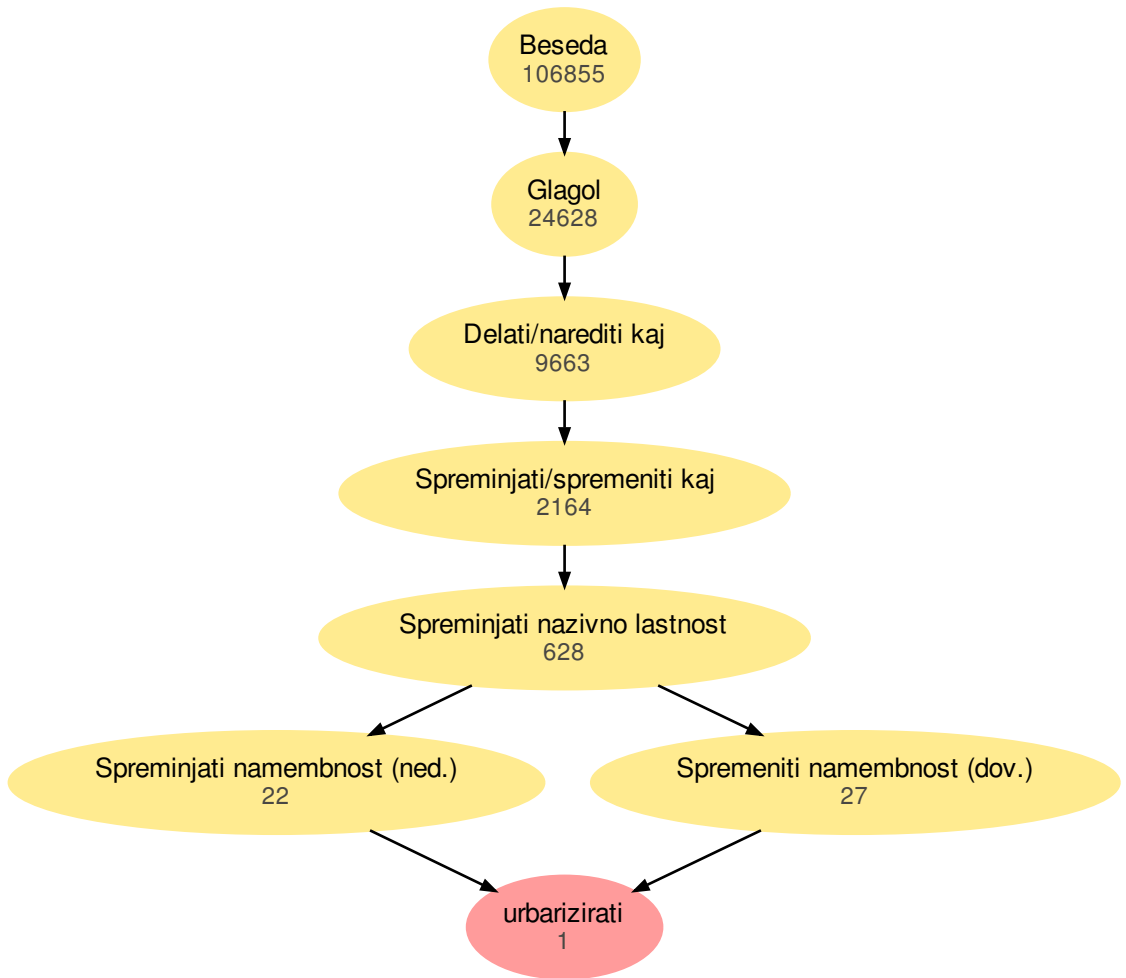 Beseda
106855
Glagol
24628
Delati/narediti kaj
9663
Spreminjati/spremeniti kaj
2164
Spreminjati nazivno lastnost
628
Spreminjati namembnost (ned.)
22
Spremeniti namembnost (dov.)
27
urbarizirati
1